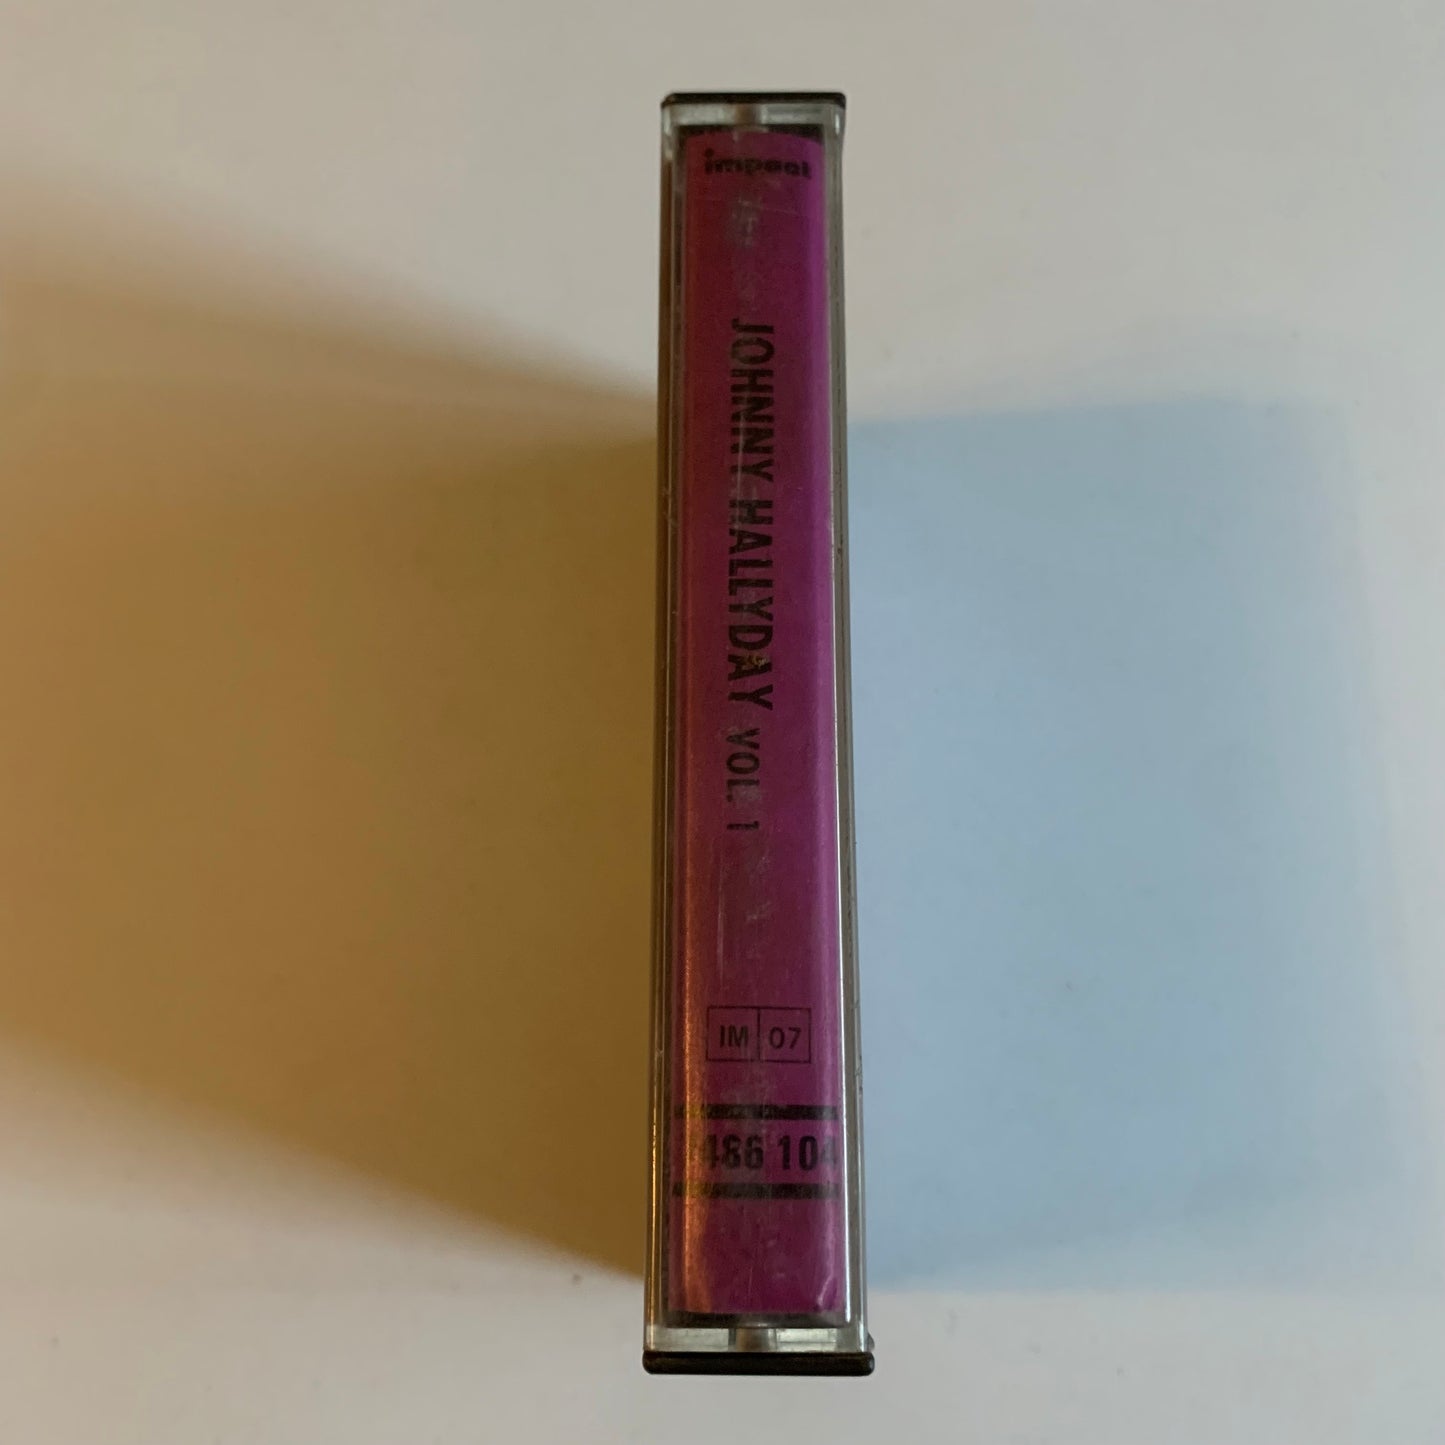 impact
JOHNNY HALLYDAY VOL. 1
IM 07
486 104